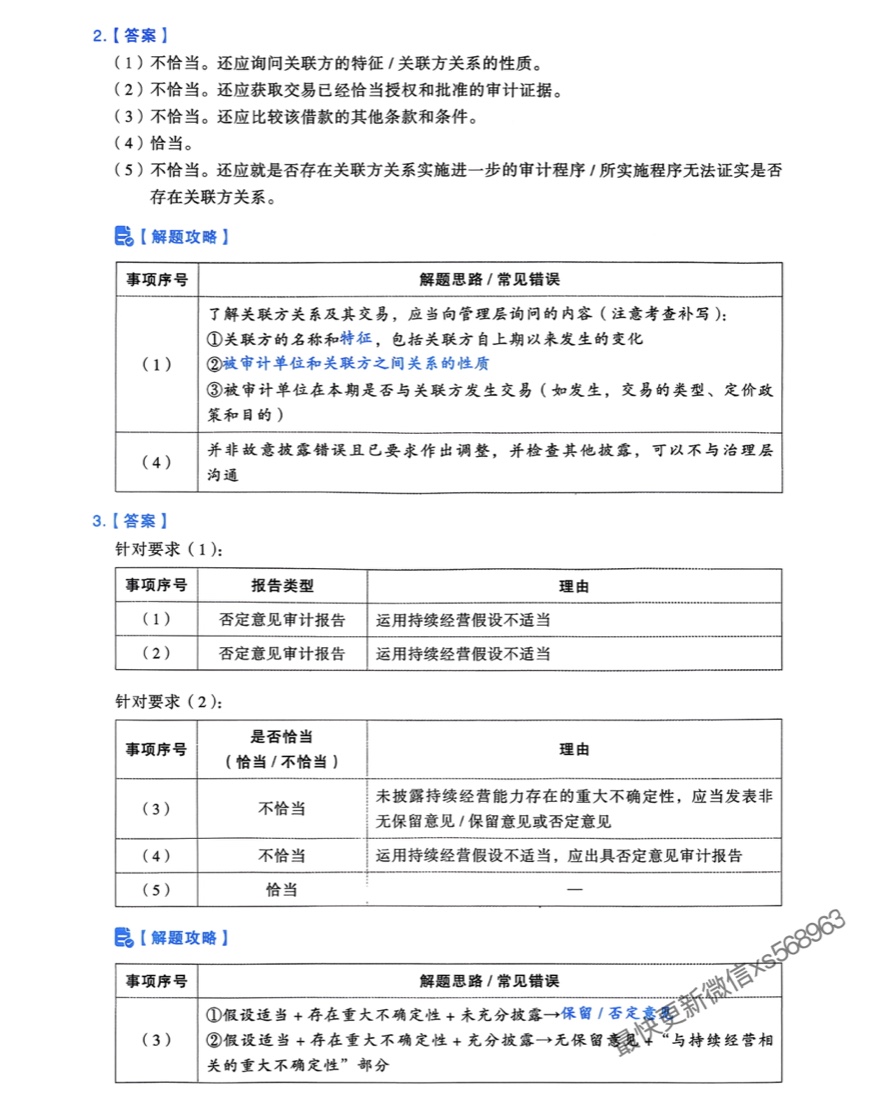 2.【答案】
（1）不恰当。还应询问关联方的特征/关联方关系的性质。
（2）不恰当。还应获取交易已经恰当授权和批准的审计证据。
（3）不恰当。还应比较该借款的其他条款和条件。
（4）恰当。
（5）不恰当。还应就是否存在关联方关系实施进一步的审计程序/所实施程序无法证实是否
存在关联方关系。
【解题攻略】
事项序号 解题思路/常见错误
了解关联方关系及其交易，应当向管理层询问的内容（注意考查补写）：
①关联方的名称和特征，包括关联方自上期以来发生的变化
（1） ②被审计单位和关联方之间关系的性质
③被审计单位在本期是否与关联方发生交易（如发生，交易的类型、定价政
策和目的）
（4） 并非故意披露错误且已要求作出调整，并检查其他披露，可以不与治理层
沟通
3.【答案】
针对要求（1）：
事项序号 报告类型 理由
（1） 否定意见审计报告 运用持续经营假设不适当
（2） 否定意见审计报告 运用持续经营假设不适当
针对要求（2）：
事项序号 是否恰当 理由
（恰当/不恰当）
（3） 不恰当 未披露持续经营能力存在的重大不确定性，应当发表非
无保留意见/保留意见或否定意见
（4） 不恰当 运用持续经营假设不适当，应出具否定意见审计报告
（5） 恰当 —
【解题攻略】
事项序号 解题思路/常见错误
①假设适当+存在重大不确定性+未充分披露→保留/否定意见
（3） ②假设适当+存在重大不确定性+充分披露→无保留意见+“与持续经营相
关的重大不确定性”部分
最快更新微信xs568963